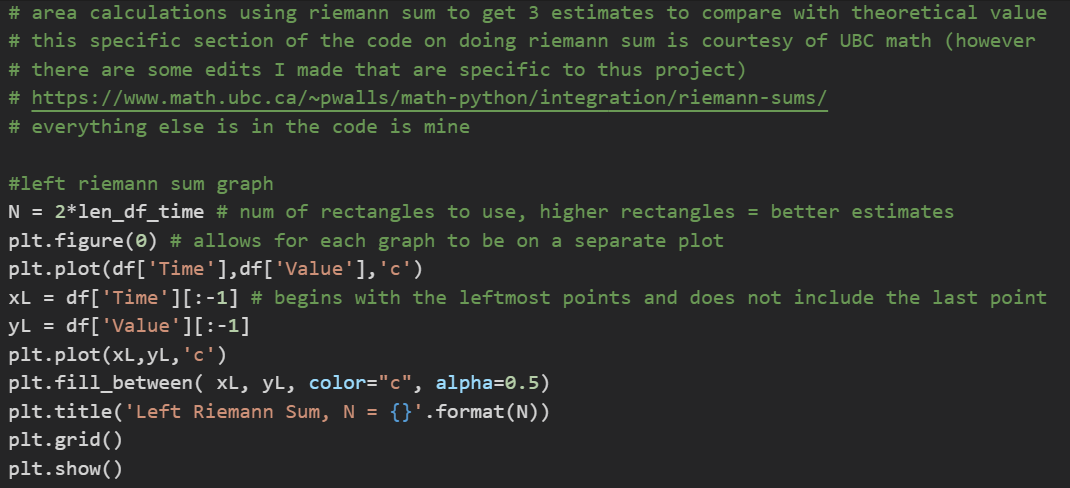 # area calculations using riemann sum to get 3 estimates to compare with theoretical value
# this specific section of the code on doing riemann sum is courtesy of UBC math (however
# there are some edits I made that are specific to thus project)
# https://www.math.ubc.ca/~pwalls/math-python/integration/riemann-sums/
# everything else is in the code is mine
#left riemann sum graph
N = 2*len_df_time # num of rectangles to use, higher rectangles = better estimates
plt.figure(0) # allows for each graph to be on a separate plot
plt.plot(df['Time'],df['Value'],'c')
xL = df['Time'][:-1] # begins with the leftmost points and does not include the last point
yL = df['Value'][:-1]
plt.plot(xL,yL,'c')
plt.fill_between( xL, yL, color="c", alpha=0.5)
plt.title('Left Riemann Sum, N = {}'.format(N))
plt.grid()
plt.show()